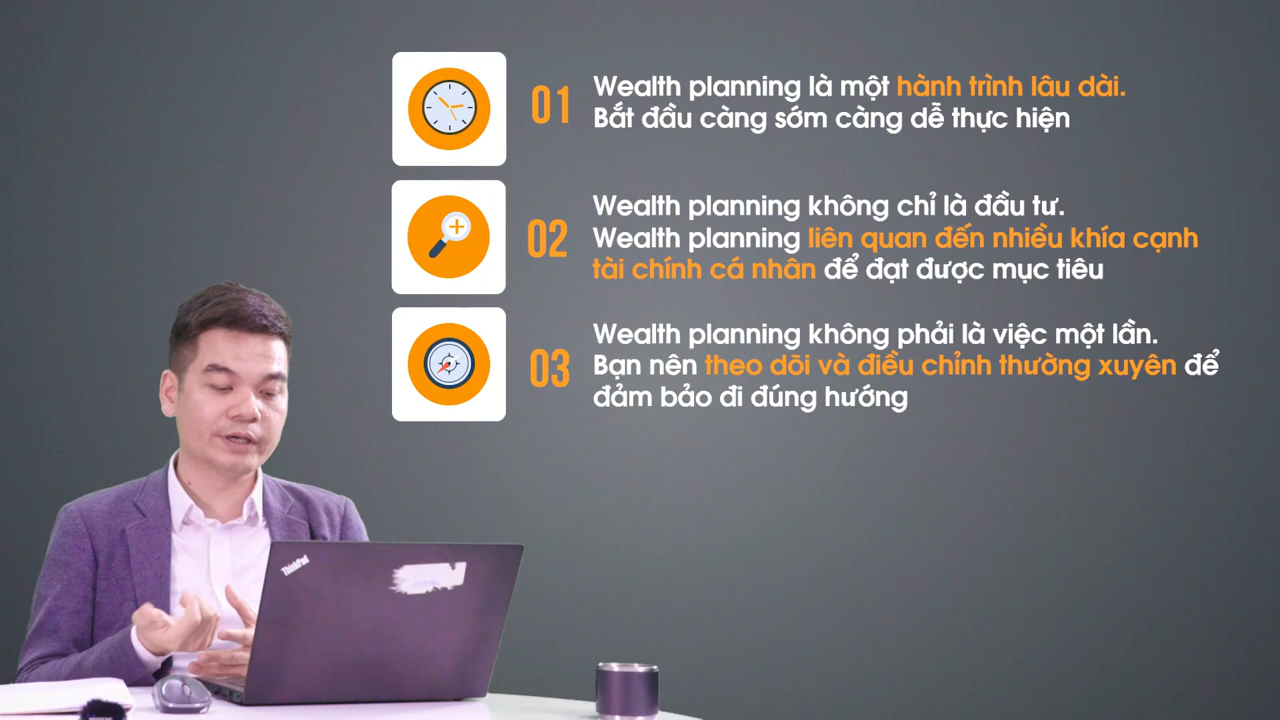 01
Wealth planning là một hành trình lâu dài.
Bắt đầu càng sớm càng dễ thực hiện
02
Wealth planning không chỉ là đầu tư.
Wealth planning liên quan đến nhiều khía cạnh
tài chính cá nhân để đạt được mục tiêu
03
Wealth planning không phải là việc một lần.
Bạn nên theo dõi và điều chỉnh thường xuyên để
đảm bảo đi đúng hướng
ThinkPad